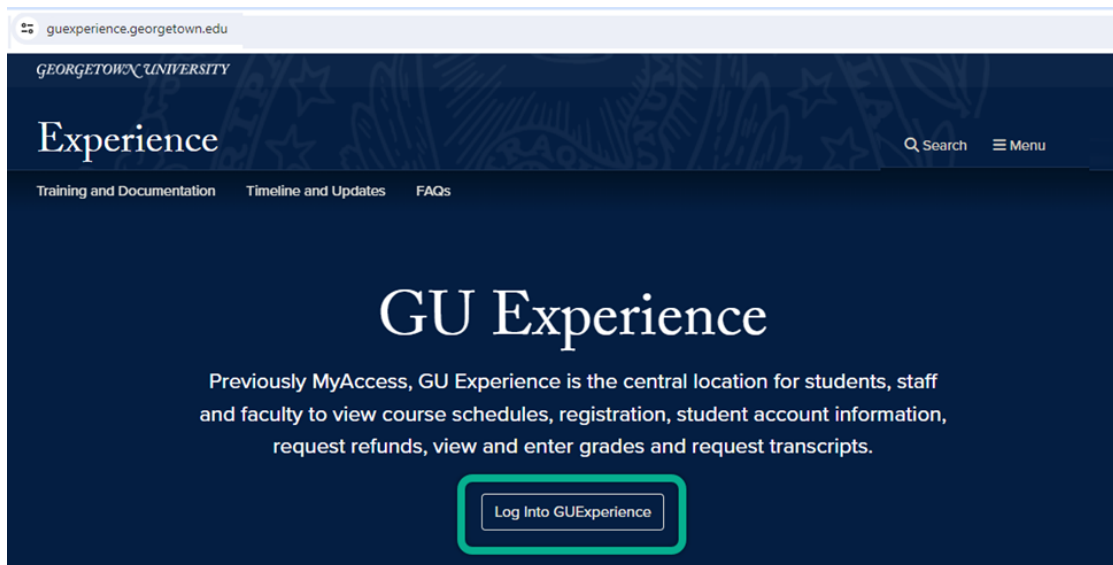 guexperience.georgetown.edu
GEORGETOWN UNIVERSITY
Experience
Search
Menu
Training and Documentation
Timeline and Updates
FAQs
GU Experience
Previously MyAccess, GU Experience is the central location for students, staff
and faculty to view course schedules, registration, student account information,
request refunds, view and enter grades and request transcripts.
Log Into GUExperience